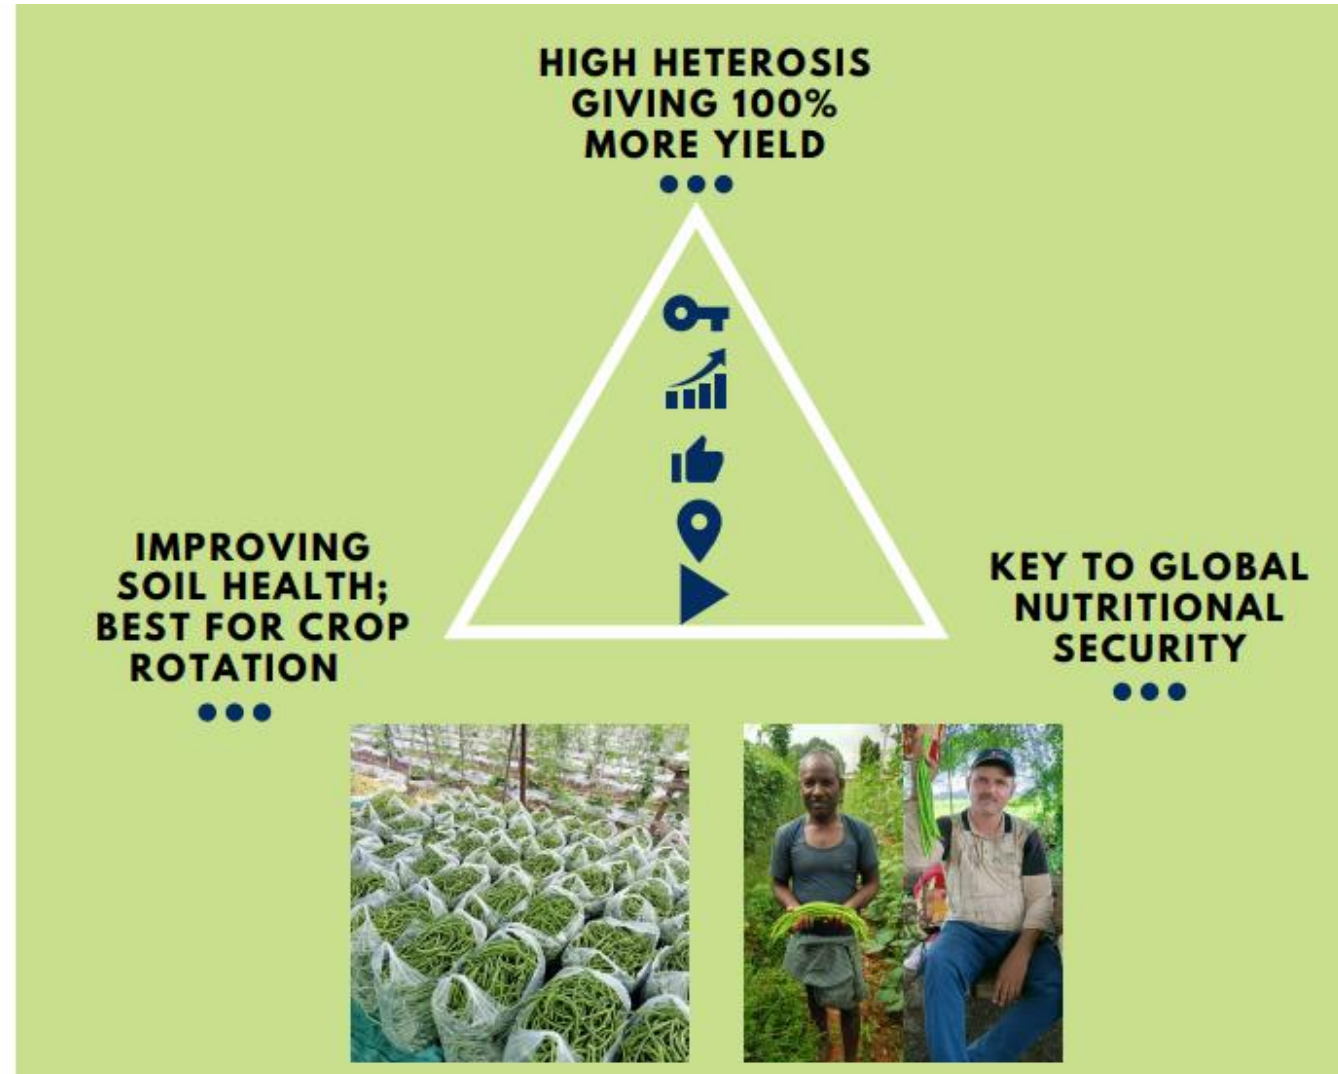 HIGH HETEROSIS
GIVING 100%
MORE YIELD
IMPROVING
SOIL HEALTH;
BEST FOR CROP
ROTATION
KEY TO GLOBAL
NUTRITIONAL
SECURITY